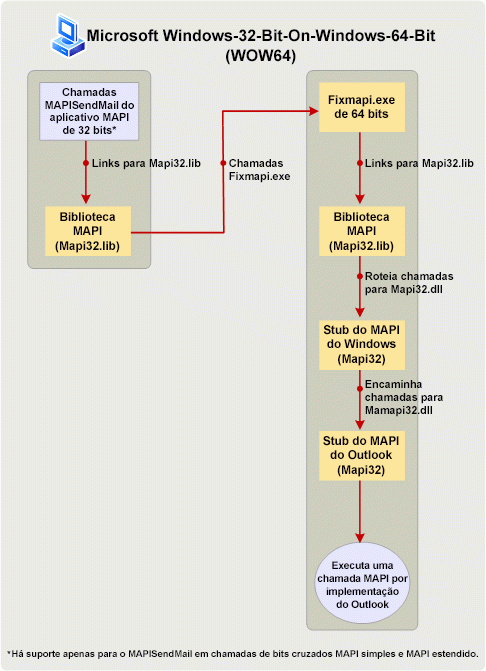 Microsoft Windows-32-Bit-On-Windows-64-Bit
(WOW64)
Chamadas
MAPISendMail do
aplicativo MAPI
de 32 bits*
Links para Mapi32.lib
Biblioteca
MAPI
(Mapi32.lib)
Chamadas
Fixmapi.exe
Fixmapi.exe
de 64 bits
Links para Mapi32.lib
Biblioteca
MAPI
(Mapi32.lib)
Roteia chamadas
para Mapi32.dll
Stub do MAPI
do Windows
(Mapi32)
Encaminha
chamadas para
Mamapi32.dll
Stub do MAPI
do Outlook
(Mapi32)
Executa uma
chamada MAPI por
implementação
do Outlook
*Há suporte apenas para o MAPISendMail em chamadas de bits cruzados MAPI simples e MAPI estendido.